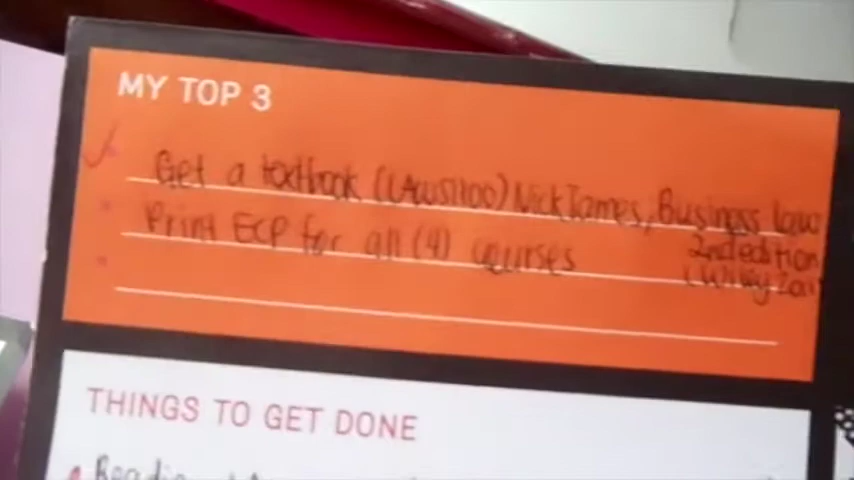 MY TOP 3
Get a textbook (LAWS1100) Nick James, Business law
2nd edition
Print ECP for all (4) courses
THINGS TO GET DONE